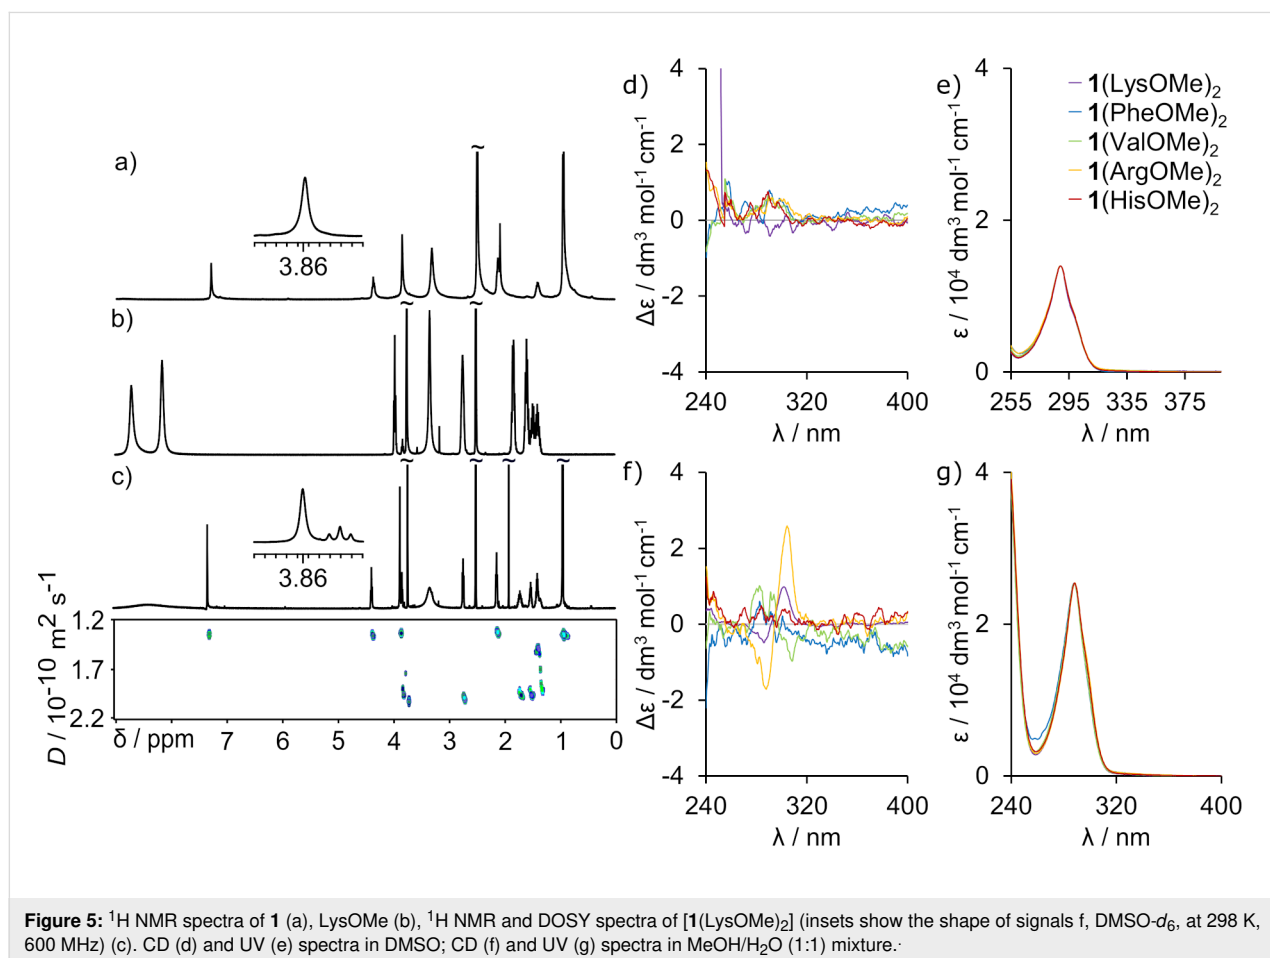 a)
3.86
b)
c)
3.86
D / 10⁻¹⁰ m² s⁻¹
1.2
1.7
2.2
δ / ppm 7 6 5 4 3 2 1 0
d)
Δε / dm³ mol⁻¹ cm⁻¹
4
2
0
-2
-4
240 320 400
λ / nm
e)
ε / 10⁴ dm³ mol⁻¹ cm⁻¹
4
2
0
255 295 335 375
λ / nm
1(LysOMe)₂
1(PheOMe)₂
1(ValOMe)₂
1(ArgOMe)₂
1(HisOMe)₂
f)
Δε / dm³ mol⁻¹ cm⁻¹
4
2
0
-2
-4
240 320 400
λ / nm
g)
ε / 10⁴ dm³ mol⁻¹ cm⁻¹
4
2
0
240 320 400
λ / nm
Figure 5: ¹H NMR spectra of 1 (a), LysOMe (b), ¹H NMR and DOSY spectra of [1(LysOMe)₂] (insets show the shape of signals f, DMSO-d₆, at 298 K,
600 MHz) (c). CD (d) and UV (e) spectra in DMSO; CD (f) and UV (g) spectra in MeOH/H₂O (1:1) mixture.·